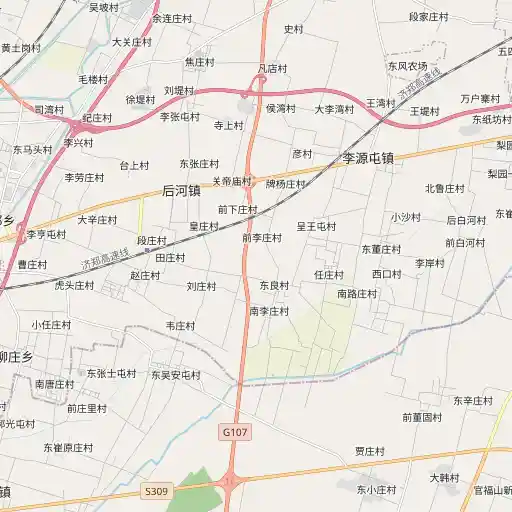 吴坡村
余连庄村
段家庄村
史村
大关庄村
黄土岗村
焦庄村
凡店村
东风农场
五四
毛楼村
济郑高速线
司湾村
徐堤村
刘堤村
王湾村
万户寨村
纪庄村
李张庄村
侯湾村
大李湾村
王堤村
寺上村
东纸坊村
李兴村
东马头村
台上村
东张庄村
彦村
李源屯镇
李劳庄村
关帝庙村
牌杨庄村
后河镇
北鲁庄村
前下庄村
大辛庄村
小沙村
后白河村
皇庄村
呈王屯村
李亨屯村
段庄村
前李庄村
前白河村
东董庄村
济郑高速线
田庄村
李岸村
曹庄村
赵庄村
任庄村
西口村
虎头庄村
刘庄村
东良村
南路庄村
南李庄村
小任庄村
韦庄村
柳庄乡
东张士屯村
东吴安屯村
南唐庄村
东辛庄村
前庄里村
前董固村
G107
东崔原庄村
贾庄村
大韩村
S309
东小庄村
官福山新